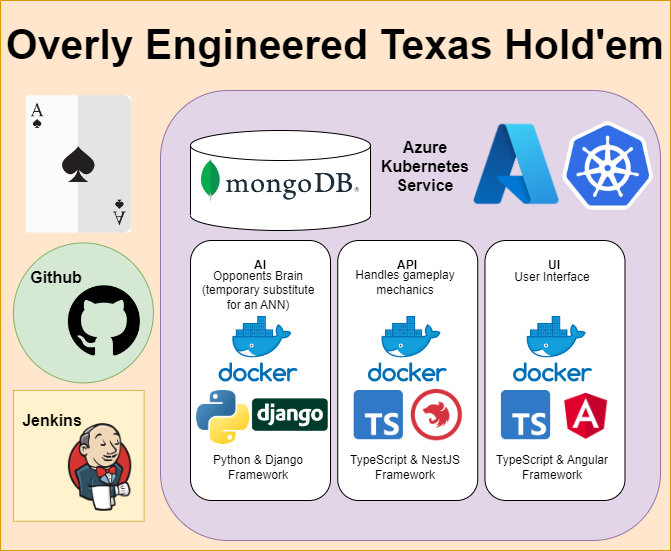 Overly Engineered Texas Hold'em
A
A
Azure
Kubernetes
Service
mongoDB®
Github
AI
Opponents Brain
(temporary substitute
for an ANN)
docker
django
Python & Django
Framework
API
Handles gameplay
mechanics
docker
TS
TypeScript & NestJS
Framework
UI
User Interface
docker
TS
A
TypeScript & Angular
Framework
Jenkins